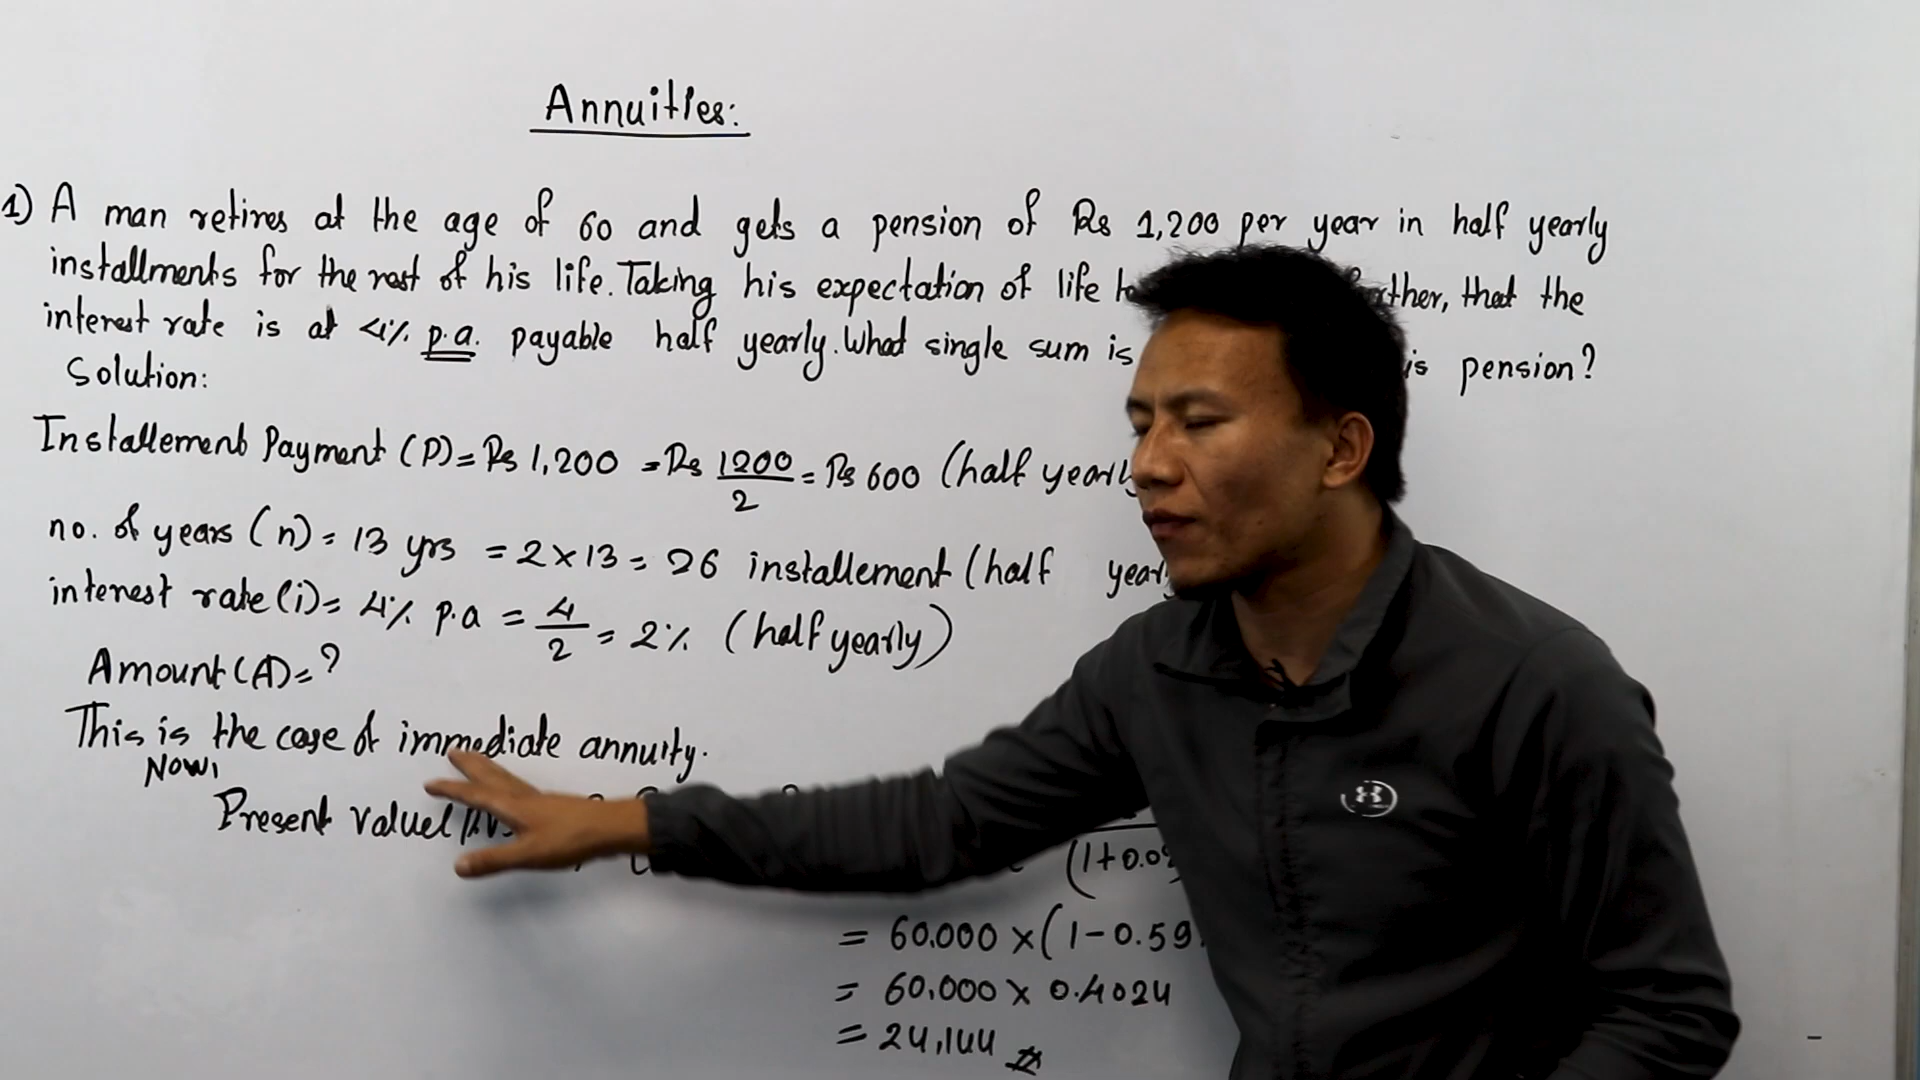 Annuities:
1) A man retires at the age of 60 and gets a pension of Rs 1,200 per year in half yearly
installments for the rest of his life. Taking his expectation of life that the
interest rate is at 4% p.a. payable half yearly. What single sum is pension?
Solution:
Installement Payment (P) = Rs 1,200 = Rs 1200/2 = Rs 600 (half
no. of years (n) = 13 yrs = 2 × 13 = 26 installement (half
interest rate (i) = 4% p.a = 4/2 = 2% (half yearly)
Amount (A) = ?
This is the case of immediate annuity.
Now,
Present value
(1+0.0
= 60,000 × (1 - 0.59
= 60,000 × 0.4024
= 24,144